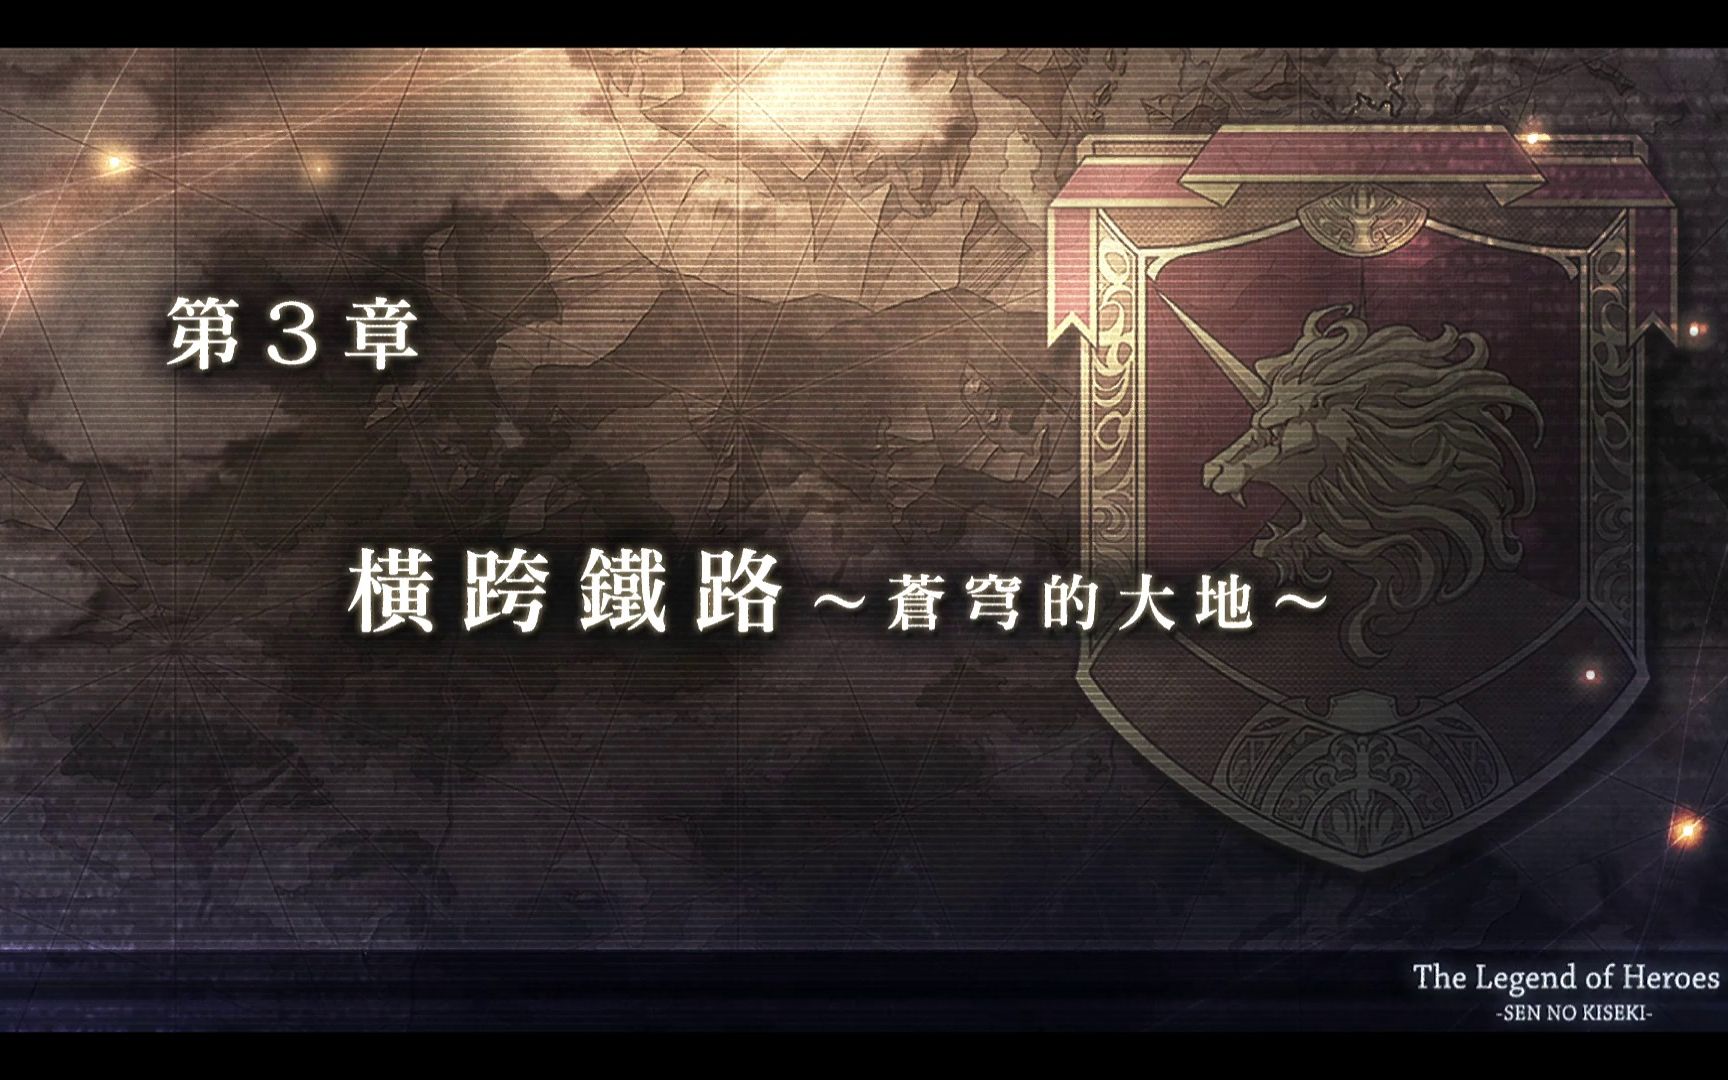 第3章
橫跨鐵路～蒼穹的大地～
The Legend of Heroes
-SEN NO KISEKI-